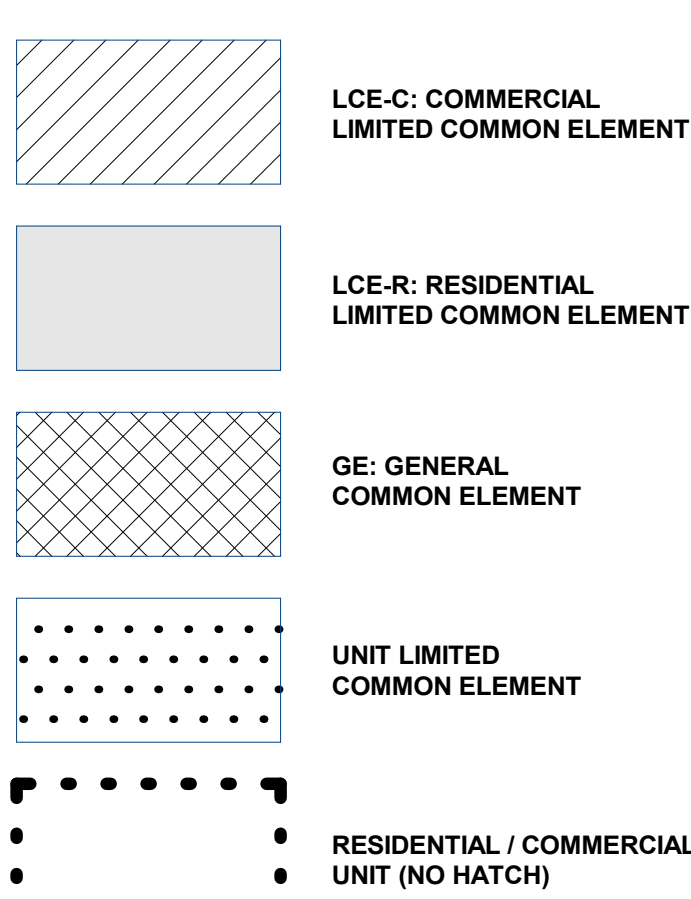 LCE-C: COMMERCIAL
LIMITED COMMON ELEMENT
LCE-R: RESIDENTIAL
LIMITED COMMON ELEMENT
GE: GENERAL
COMMON ELEMENT
UNIT LIMITED
COMMON ELEMENT
RESIDENTIAL / COMMERCIAL
UNIT (NO HATCH)